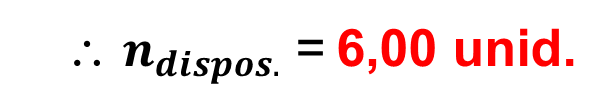 ∴ n_dispos. = 6,00 unid.